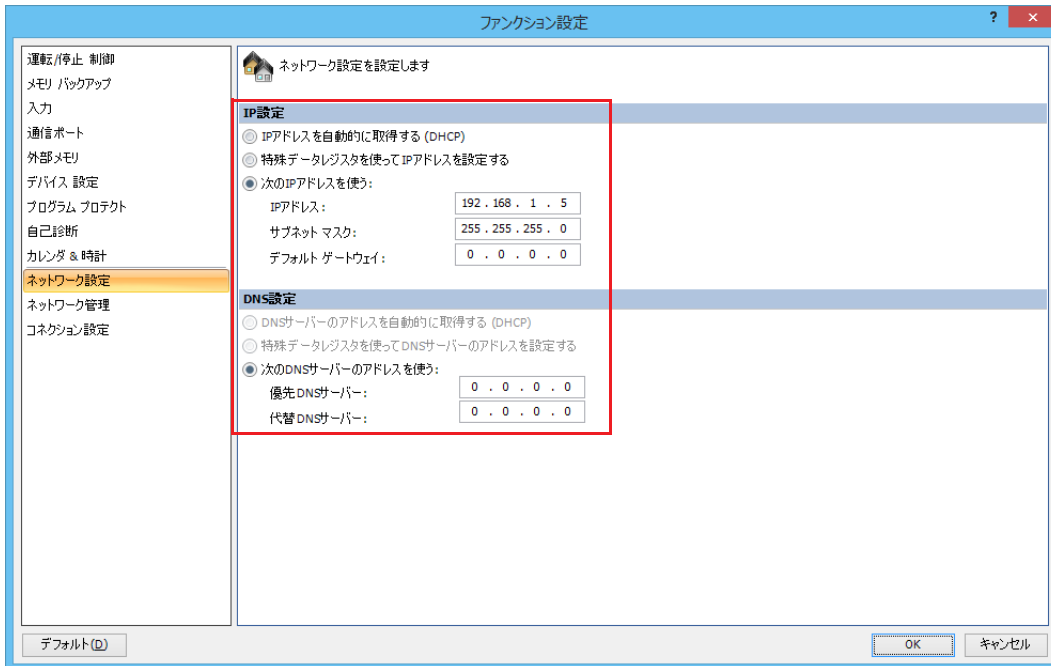 ファンクション設定
?
×
運転/停止 制御
メモリ バックアップ
入力
通信ポート
外部メモリ
デバイス 設定
プログラム プロテクト
自己診断
カレンダ & 時計
ネットワーク設定
ネットワーク管理
コネクション設定
ネットワーク設定を設定します
IP設定
IPアドレスを自動的に取得する (DHCP)
特殊データレジスタを使ってIPアドレスを設定する
次のIPアドレスを使う:
IPアドレス: 192 . 168 . 1 . 5
サブネット マスク: 255 . 255 . 255 . 0
デフォルト ゲートウェイ: 0 . 0 . 0 . 0
DNS設定
DNSサーバーのアドレスを自動的に取得する (DHCP)
特殊データレジスタを使ってDNSサーバーのアドレスを設定する
次のDNSサーバーのアドレスを使う:
優先DNSサーバー: 0 . 0 . 0 . 0
代替DNSサーバー: 0 . 0 . 0 . 0
デフォルト(D)
OK
キャンセル